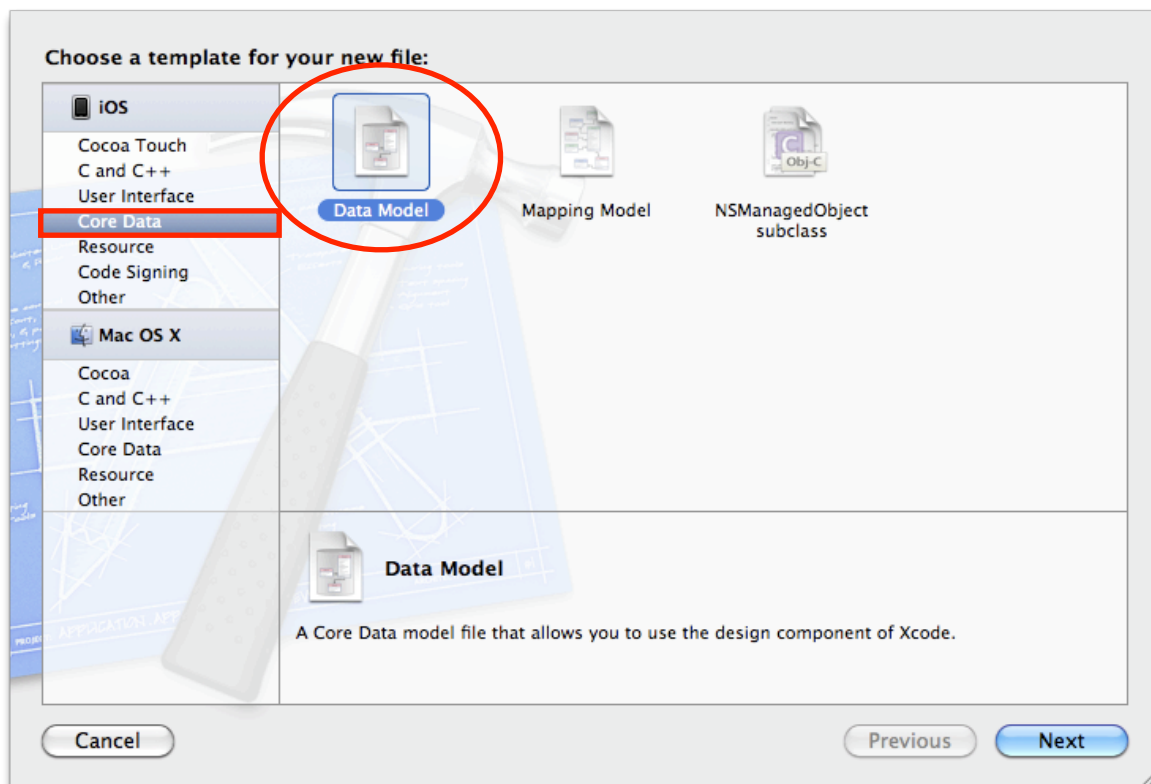 Choose a template for your new file:
iOS
Cocoa Touch
C and C++
User Interface
Core Data
Resource
Code Signing
Other
Mac OS X
Cocoa
C and C++
User Interface
Core Data
Resource
Other
Data Model
Mapping Model
C
Obj-C
NSManagedObject
subclass
Data Model
A Core Data model file that allows you to use the design component of Xcode.
Cancel
Previous
Next